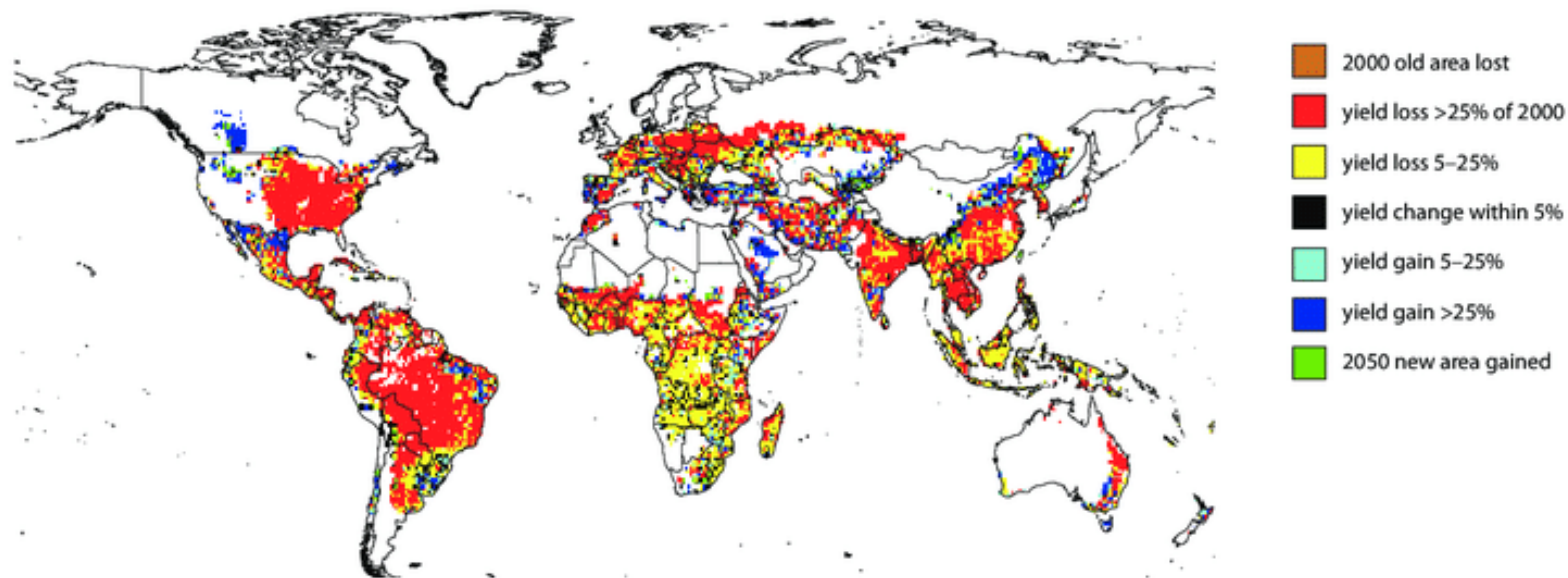 2000 old area lost
yield loss >25% of 2000
yield loss 5–25%
yield change within 5%
yield gain 5–25%
yield gain >25%
2050 new area gained